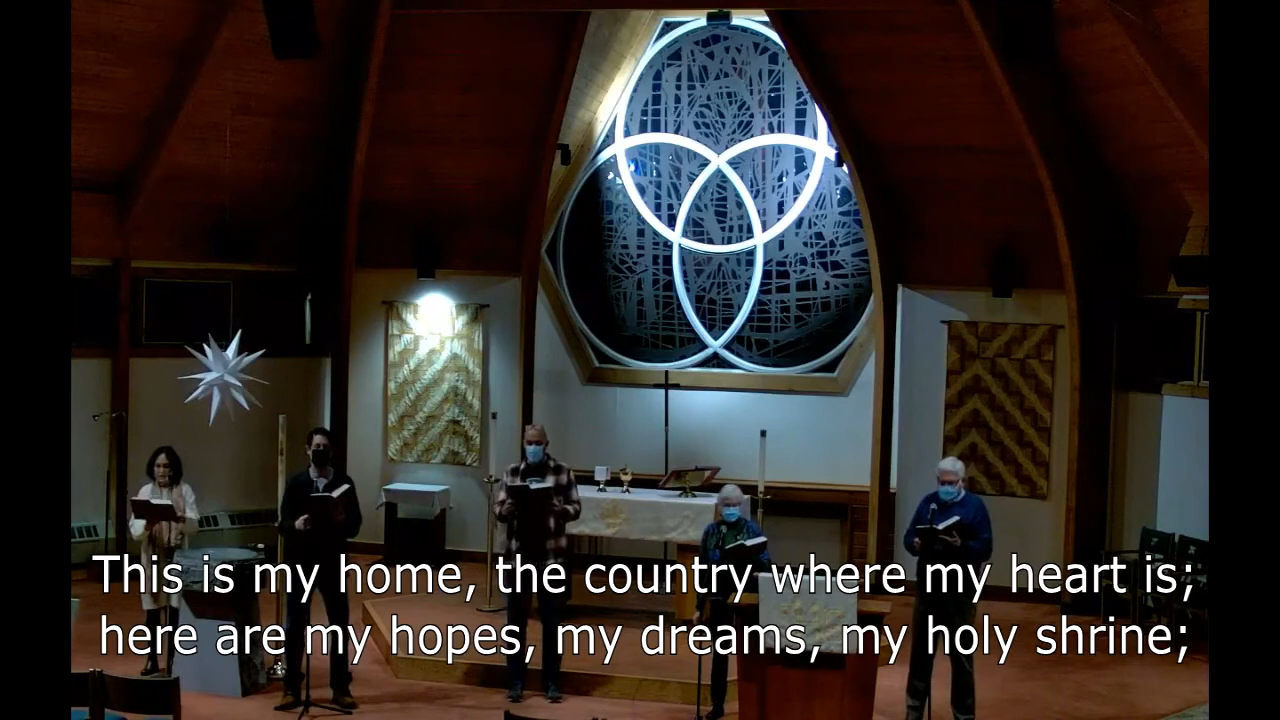 This is my home, the country where my heart is;
here are my hopes, my dreams, my holy shrine;